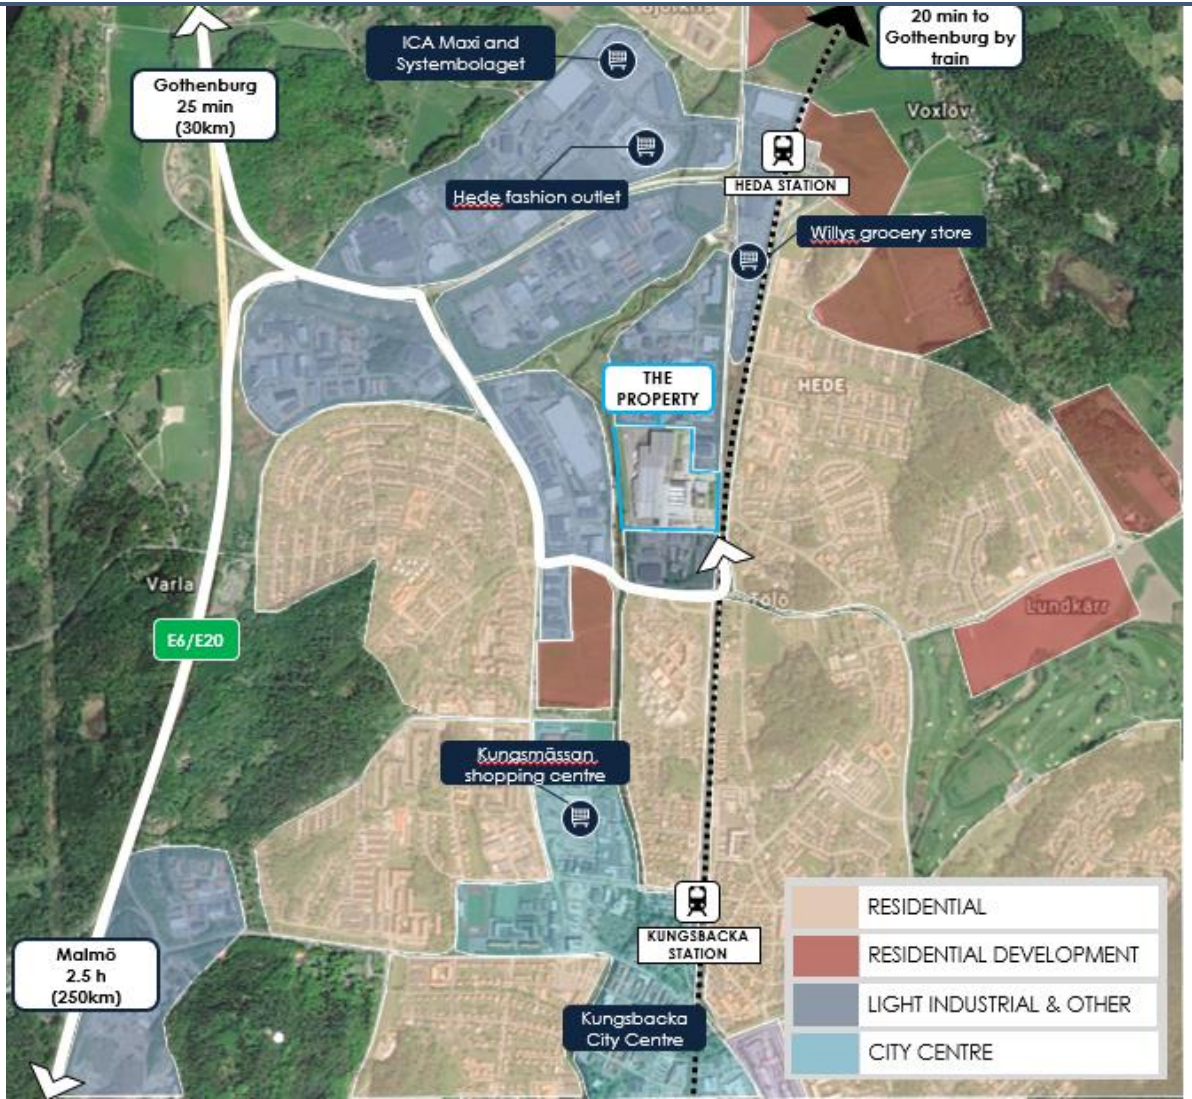 20 min to
Gothenburg by
train
ICA Maxi and
Systembolaget
Gothenburg
25 min
(30km)
Voxlöv
HEDA STATION
Hede fashion outlet
Willys grocery store
THE
PROPERTY
HEDE
Varla
Tölö
Lundkärr
E6/E20
Kungsmässan
shopping centre
KUNGSBACKA
STATION
Malmö
2.5 h
(250km)
Kungsbacka
City Centre
RESIDENTIAL
RESIDENTIAL DEVELOPMENT
LIGHT INDUSTRIAL & OTHER
CITY CENTRE